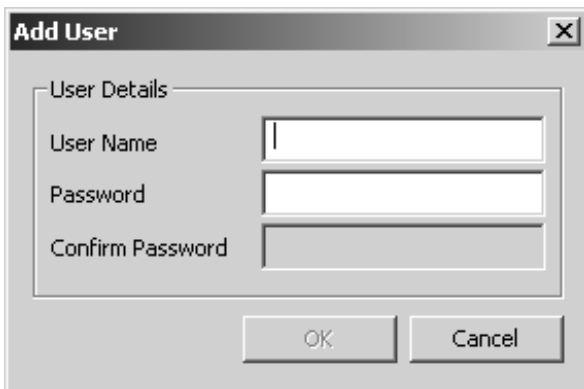 Add User
User Details
User Name
Password
Confirm Password
OK
Cancel